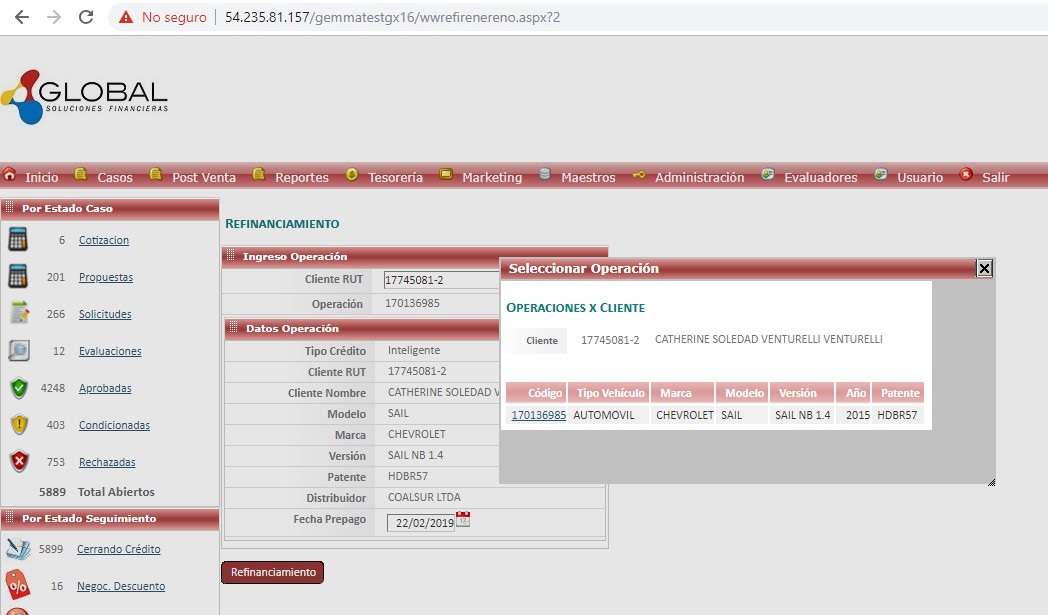 No seguro | 54.235.81.157/gemmatestgx16/wwrefirenereno.aspx?2
GLOBAL
SOLUCIONES FINANCIERAS
Inicio Casos Post Venta Reportes Tesorería Marketing Maestros Administración Evaluadores Usuario Salir
Por Estado Caso
6 Cotizacion
201 Propuestas
266 Solicitudes
12 Evaluaciones
4248 Aprobadas
403 Condicionadas
753 Rechazadas
5889 Total Abiertos
Por Estado Seguimiento
5899 Cerrando Crédito
16 Negoc. Descuento
REFINANCIAMIENTO
Ingreso Operación
Cliente RUT 17745081-2
Operación 170136985
Datos Operación
Tipo Crédito Inteligente
Cliente RUT 17745081-2
Cliente Nombre CATHERINE SOLEDAD V
Modelo SAIL
Marca CHEVROLET
Versión SAIL NB 1.4
Patente HDBR57
Distribuidor COALSUR LTDA
Fecha Prepago 22/02/2019
Refinanciamiento
Seleccionar Operación
OPERACIONES X CLIENTE
Cliente 17745081-2 CATHERINE SOLEDAD VENTURELLI VENTURELLI
Código Tipo Vehículo Marca Modelo Versión Año Patente
170136985 AUTOMOVIL CHEVROLET SAIL SAIL NB 1.4 2015 HDBR57